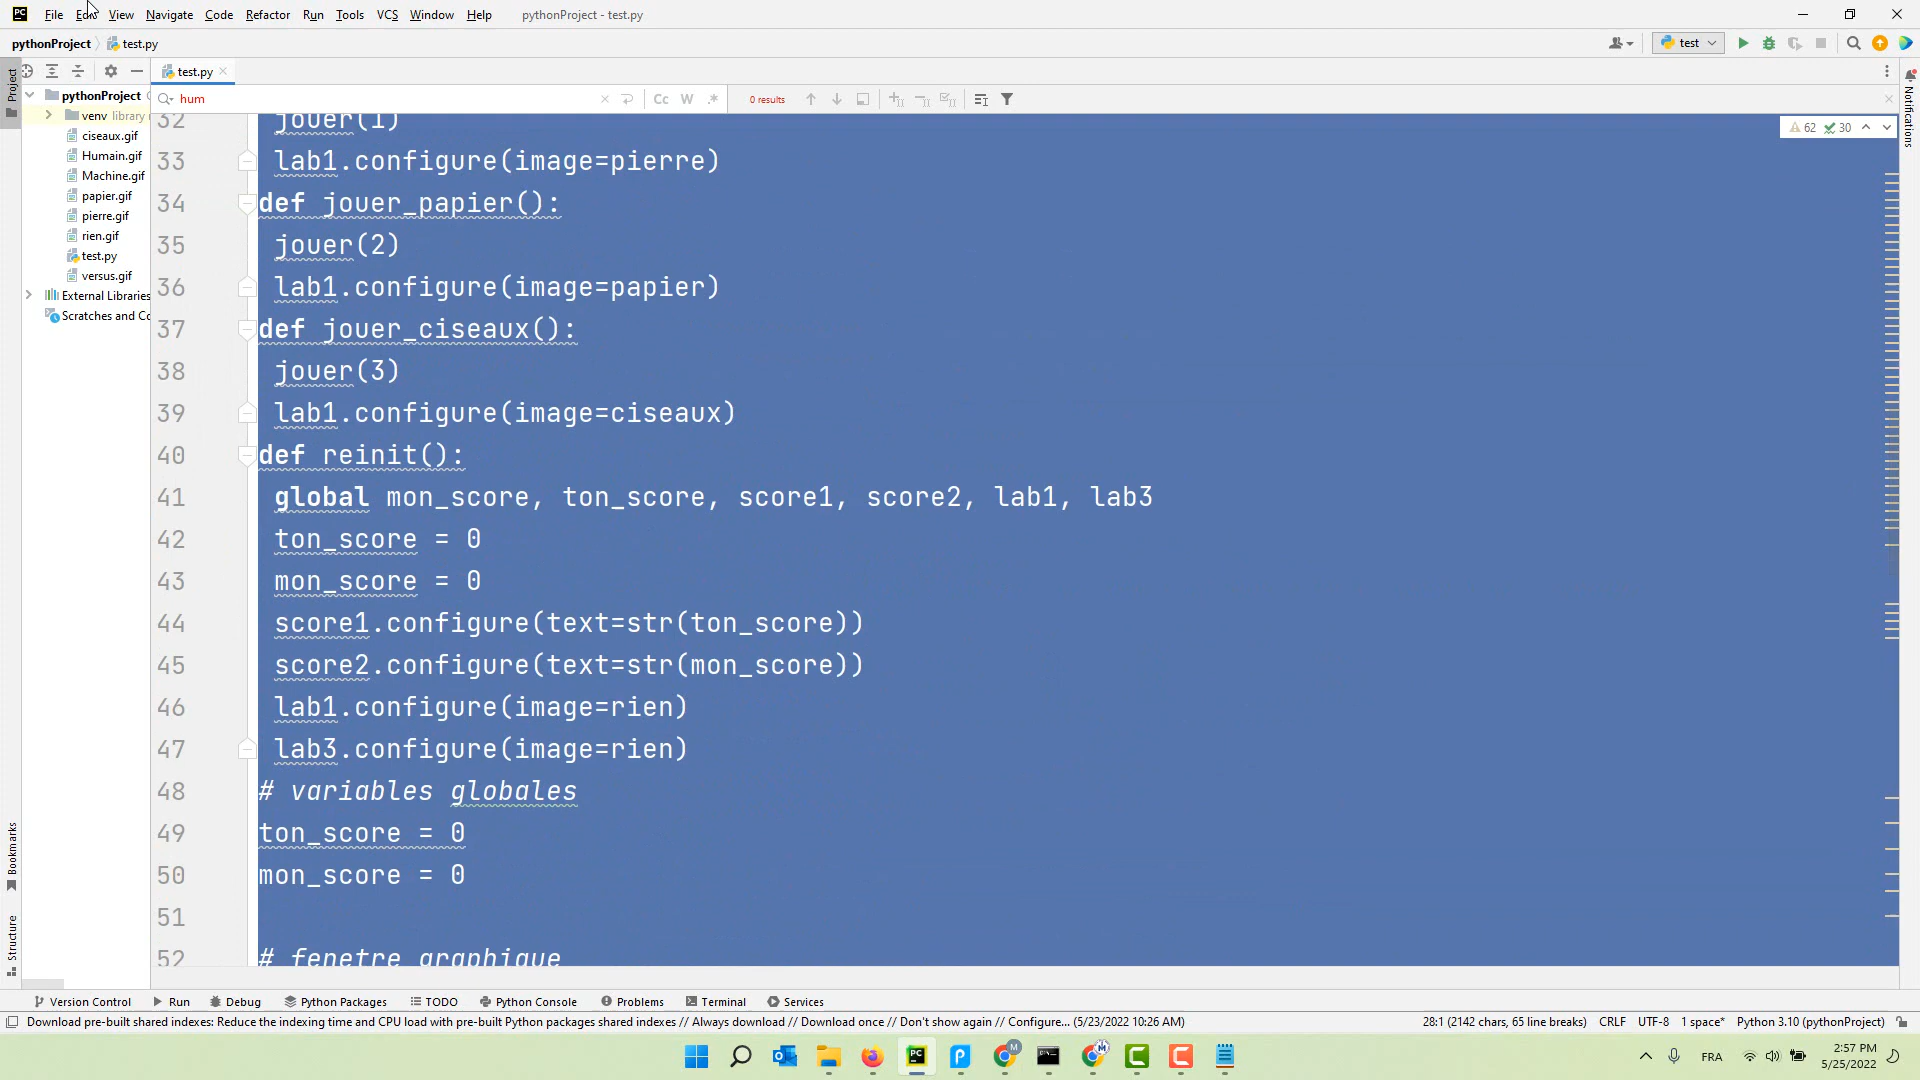 PC File Edit View Navigate Code Refactor Run Tools VCS Window Help pythonProject - test.py
pythonProject test.py test
Project test.py
hum Cc W .* 0 results
62 30
Notifications
pythonProject
venv library
ciseaux.gif
Humain.gif
Machine.gif
papier.gif
pierre.gif
rien.gif
test.py
versus.gif
External Libraries
Scratches and Co
Bookmarks
Structure
32 jouer(1)
33 lab1.configure(image=pierre)
34 def jouer_papier():
35 jouer(2)
36 lab1.configure(image=papier)
37 def jouer_ciseaux():
38 jouer(3)
39 lab1.configure(image=ciseaux)
40 def reinit():
41 global mon_score, ton_score, score1, score2, lab1, lab3
42 ton_score = 0
43 mon_score = 0
44 score1.configure(text=str(ton_score))
45 score2.configure(text=str(mon_score))
46 lab1.configure(image=rien)
47 lab3.configure(image=rien)
48 # variables globales
49 ton_score = 0
50 mon_score = 0
51
52 # fenetre graphique
Version Control Run Debug Python Packages TODO Python Console Problems Terminal Services
Download pre-built shared indexes: Reduce the indexing time and CPU load with pre-built Python packages shared indexes // Always download // Download once // Don't show again // Configure... (5/23/2022 10:26 AM) 28:1 (2142 chars, 65 line breaks) CRLF UTF-8 1 space* Python 3.10 (pythonProject)
FRA 2:57 PM
5/25/2022